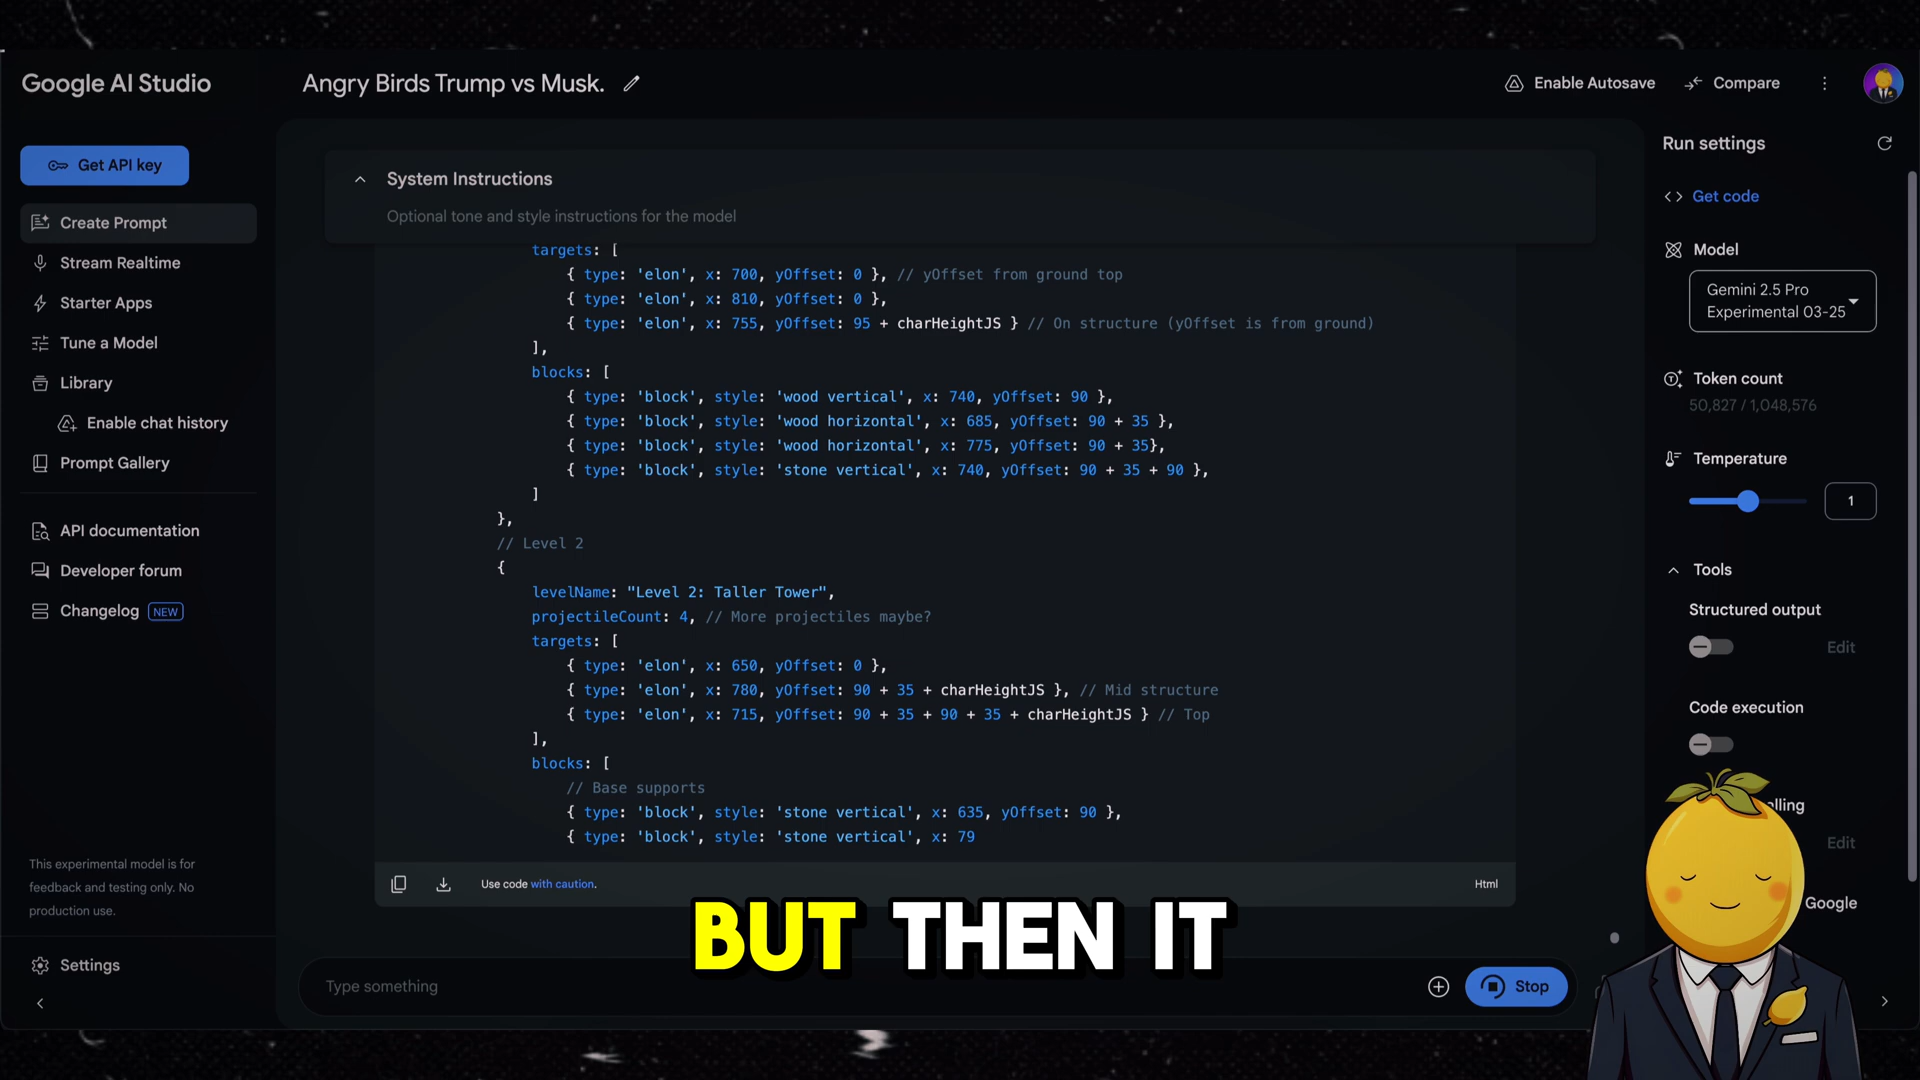 Google AI Studio
Angry Birds Trump vs Musk.
Enable Autosave
Compare
Get API key
Create Prompt
Stream Realtime
Starter Apps
Tune a Model
Library
Enable chat history
Prompt Gallery
API documentation
Developer forum
Changelog NEW
This experimental model is for
feedback and testing only. No
production use.
Settings
System Instructions
Optional tone and style instructions for the model
targets: [
{ type: 'elon', x: 700, yOffset: 0 }, // yOffset from ground top
{ type: 'elon', x: 810, yOffset: 0 },
{ type: 'elon', x: 755, yOffset: 95 + charHeightJS } // On structure (yOffset is from ground)
],
blocks: [
{ type: 'block', style: 'wood vertical', x: 740, yOffset: 90 },
{ type: 'block', style: 'wood horizontal', x: 685, yOffset: 90 + 35 },
{ type: 'block', style: 'wood horizontal', x: 775, yOffset: 90 + 35},
{ type: 'block', style: 'stone vertical', x: 740, yOffset: 90 + 35 + 90 },
]
},
// Level 2
{
levelName: "Level 2: Taller Tower",
projectileCount: 4, // More projectiles maybe?
targets: [
{ type: 'elon', x: 650, yOffset: 0 },
{ type: 'elon', x: 780, yOffset: 90 + 35 + charHeightJS }, // Mid structure
{ type: 'elon', x: 715, yOffset: 90 + 35 + 90 + 35 + charHeightJS } // Top
],
blocks: [
// Base supports
{ type: 'block', style: 'stone vertical', x: 635, yOffset: 90 },
{ type: 'block', style: 'stone vertical', x: 79
Use code with caution.
Html
BUT THEN IT
Type something
Stop
Run settings
Get code
Model
Gemini 2.5 Pro
Experimental 03-25
Token count
50,827 / 1,048,576
Temperature
1
Tools
Structured output
Edit
Code execution
Edit
Google